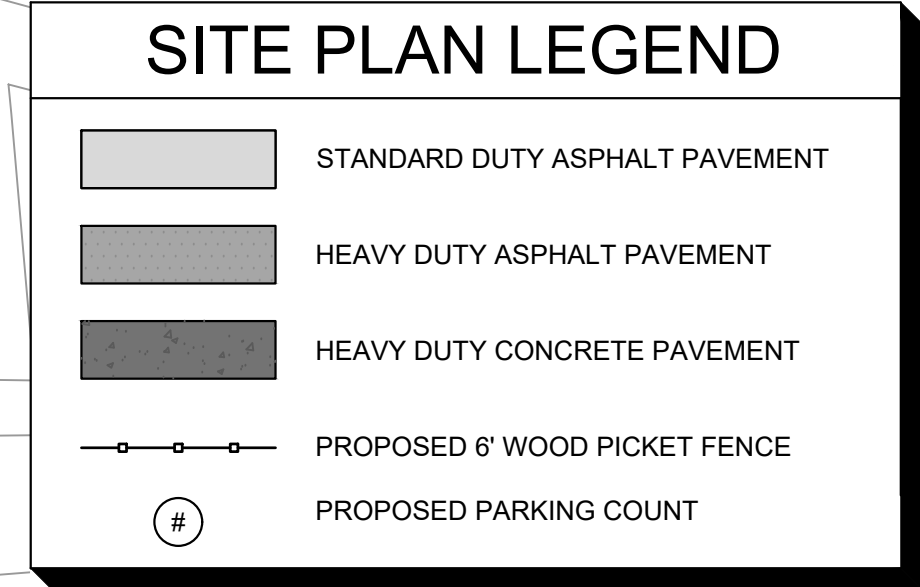 SITE PLAN LEGEND
STANDARD DUTY ASPHALT PAVEMENT
HEAVY DUTY ASPHALT PAVEMENT
HEAVY DUTY CONCRETE PAVEMENT
PROPOSED 6' WOOD PICKET FENCE
# PROPOSED PARKING COUNT